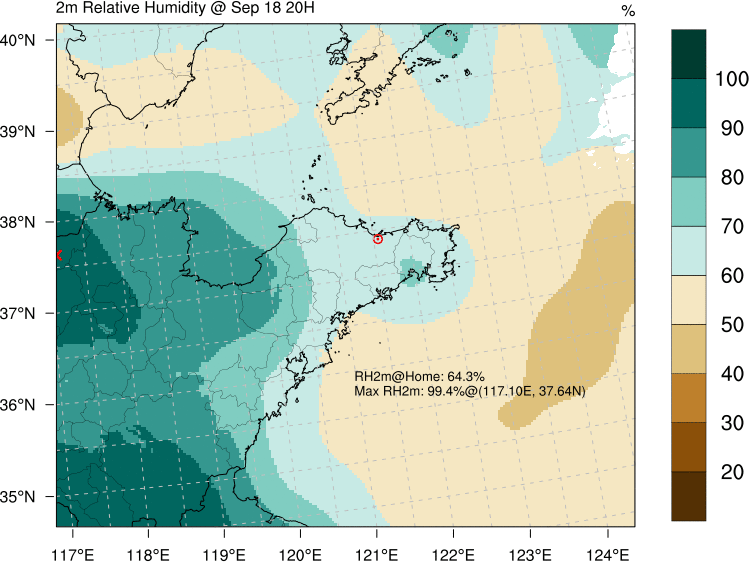 2m Relative Humidity @ Sep 18 20H
%
40°N
39°N
38°N
37°N
36°N
35°N
117°E
118°E
119°E
120°E
121°E
122°E
123°E
124°E
RH2m@Home: 64.3%
Max RH2m: 99.4%@(117.10E, 37.64N)
100
90
80
70
60
50
40
30
20